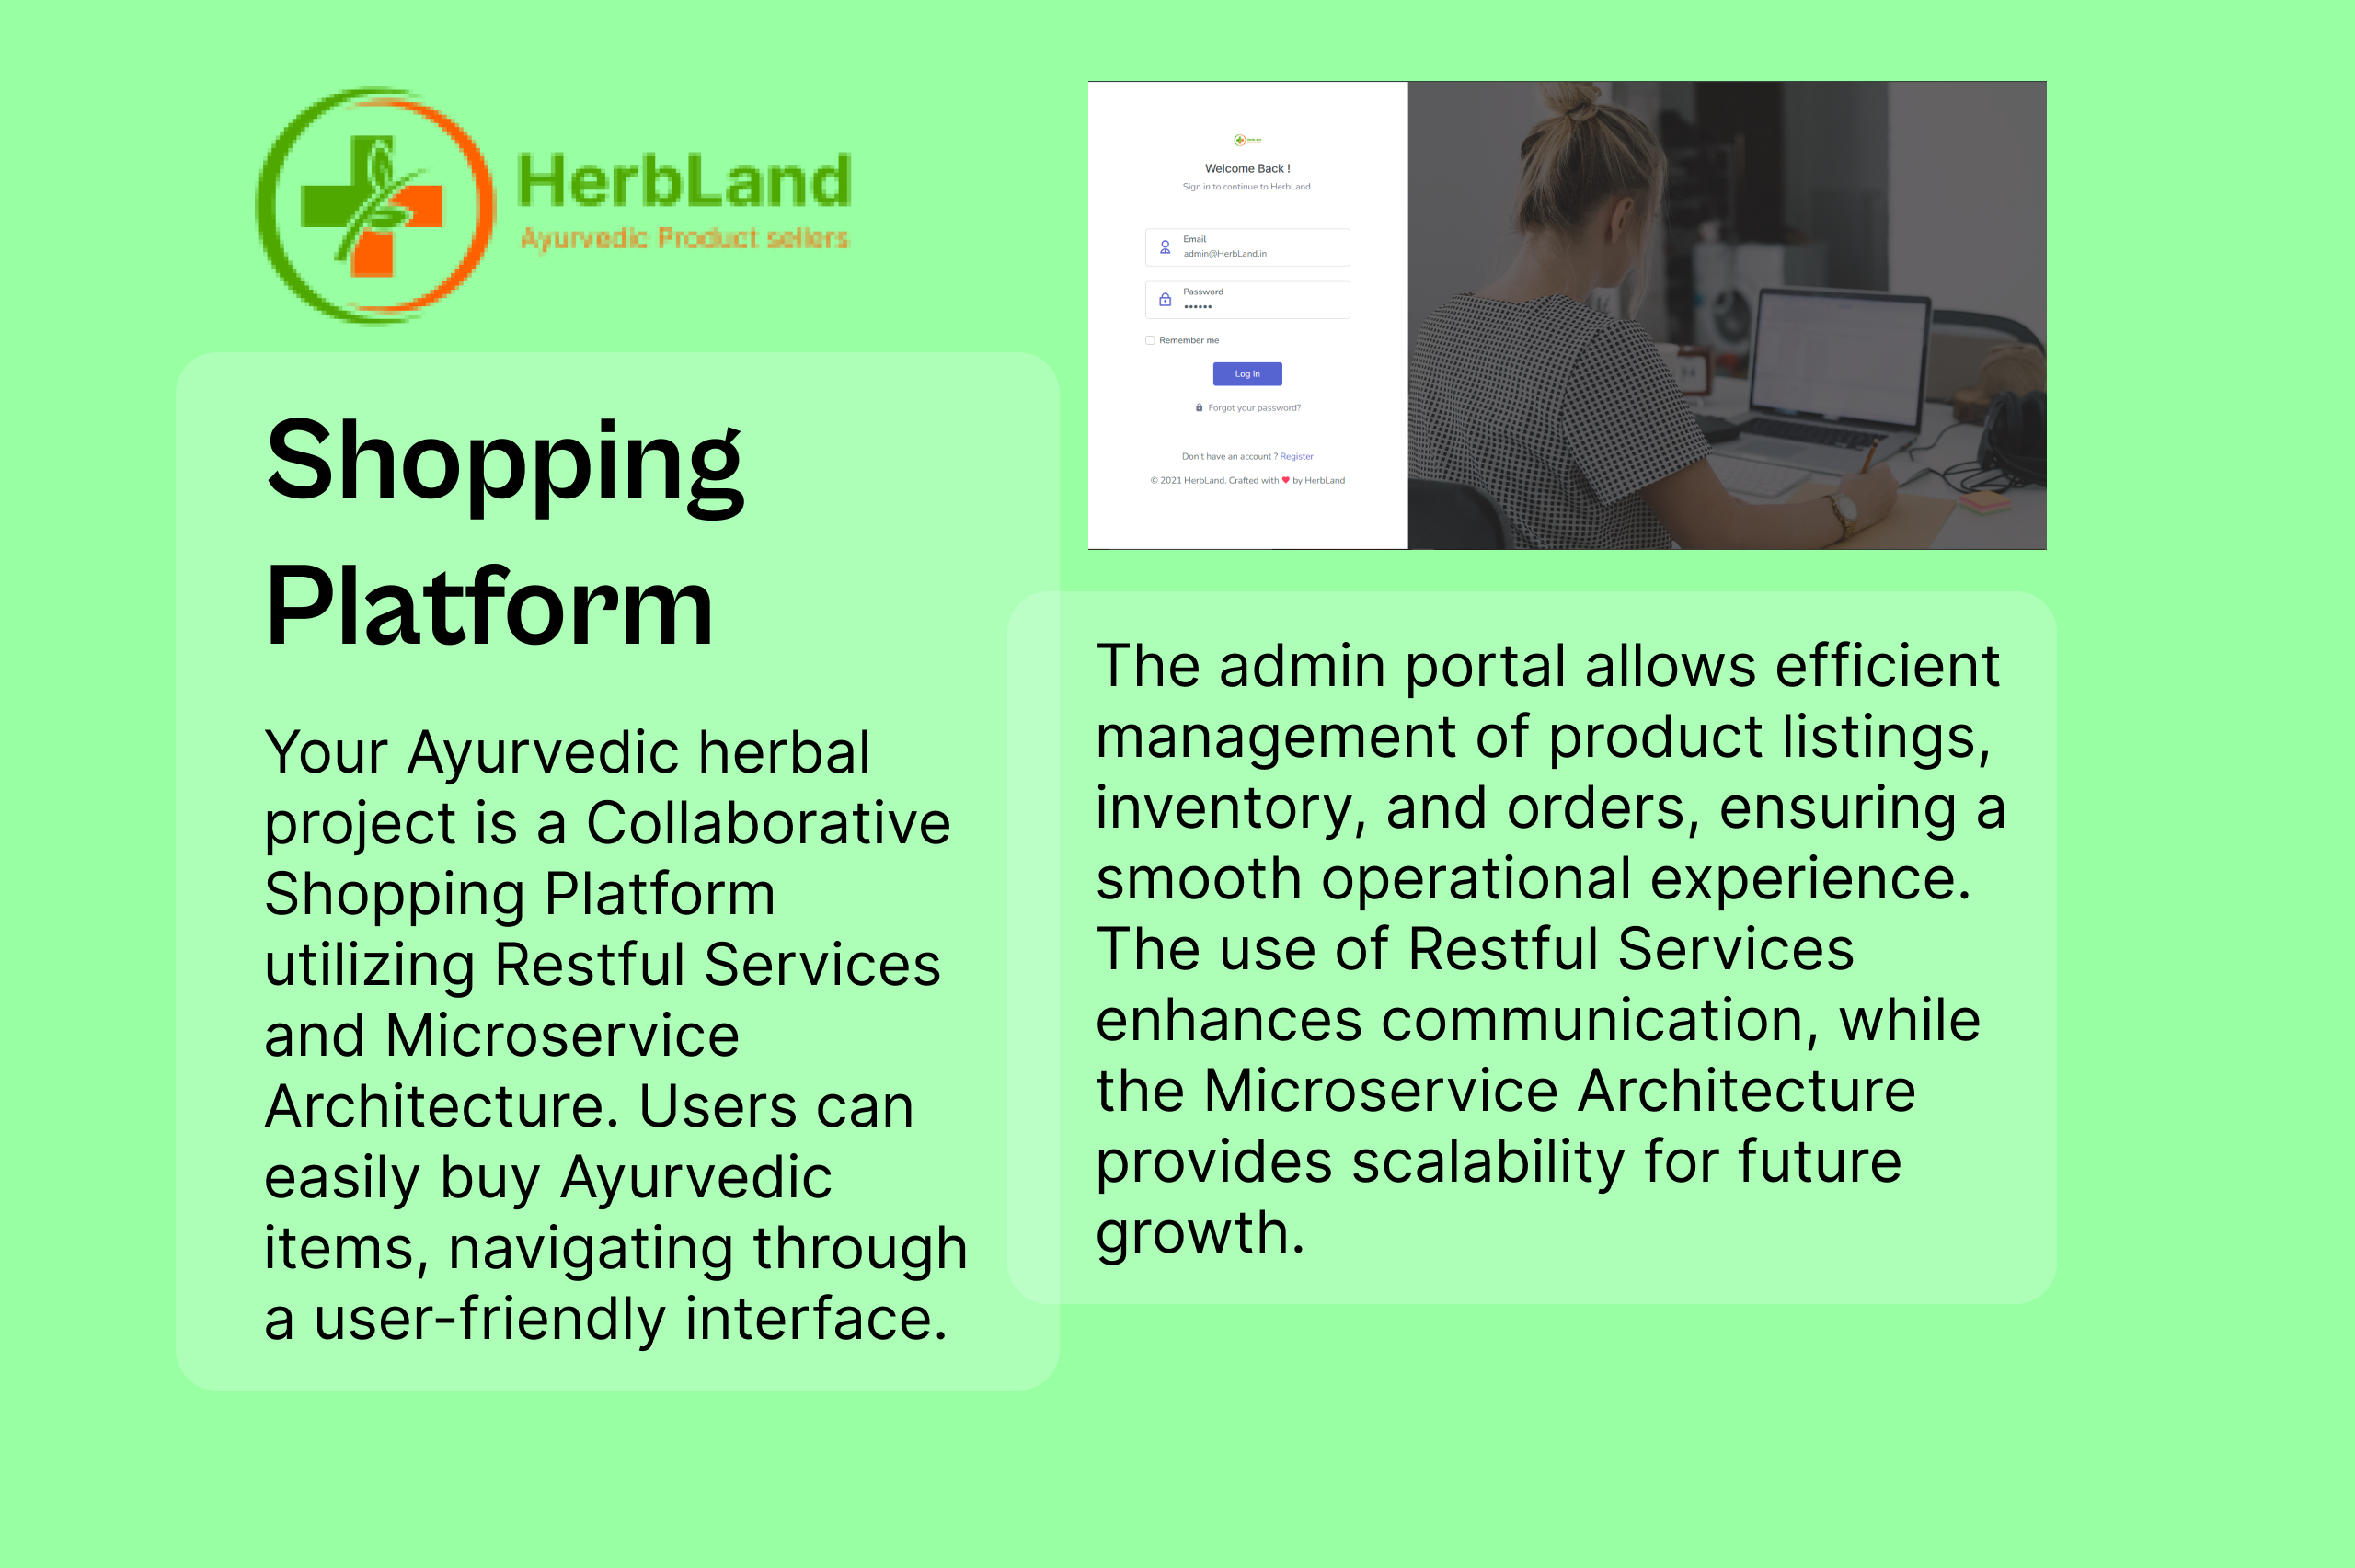 HerbLand
Ayurvedic Product sellers
Shopping
Platform
Your Ayurvedic herbal
project is a Collaborative
Shopping Platform
utilizing Restful Services
and Microservice
Architecture. Users can
easily buy Ayurvedic
items, navigating through
a user-friendly interface.
Welcome Back !
Sign in to continue to HerbLand.
Email
admin@HerbLand.in
Password
••••••
Remember me
Log In
Forgot your password?
Don't have an account ? Register
© 2021 HerbLand. Crafted with ❤ by HerbLand
The admin portal allows efficient
management of product listings,
inventory, and orders, ensuring a
smooth operational experience.
The use of Restful Services
enhances communication, while
the Microservice Architecture
provides scalability for future
growth.